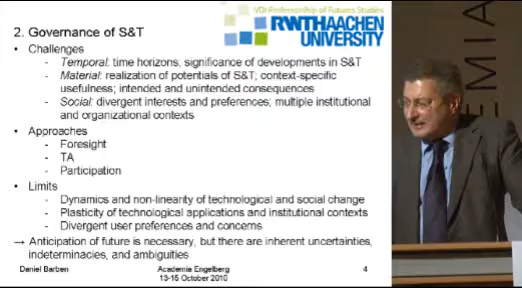 VDI Professorship of Futures Studies
RWTHAACHEN
UNIVERSITY
2. Governance of S&T
• Challenges
- Temporal: time horizons, significance of developments in S&T
- Material: realization of potentials of S&T; context-specific
usefulness; intended and unintended consequences
- Social: divergent interests and preferences; multiple institutional
and organizational contexts
• Approaches
- Foresight
- TA
- Participation
• Limits
- Dynamics and non-linearity of technological and social change
- Plasticity of technological applications and institutional contexts
- Divergent user preferences and concerns
→ Anticipation of future is necessary, but there are inherent uncertainties,
indeterminacies, and ambiguities
Daniel Barben Academia Engelberg 4
13-15 October 2010
EMIA